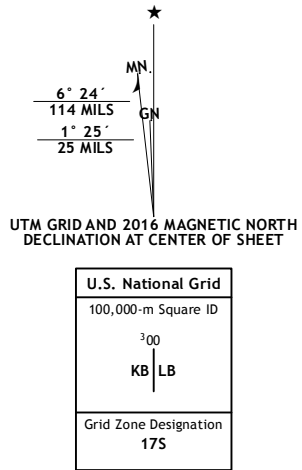 ★
MN.
6° 24´
114 MILS
GN
1° 25´
25 MILS
UTM GRID AND 2016 MAGNETIC NORTH
DECLINATION AT CENTER OF SHEET
U.S. National Grid
100,000-m Square ID
³00
KB LB
Grid Zone Designation
17S